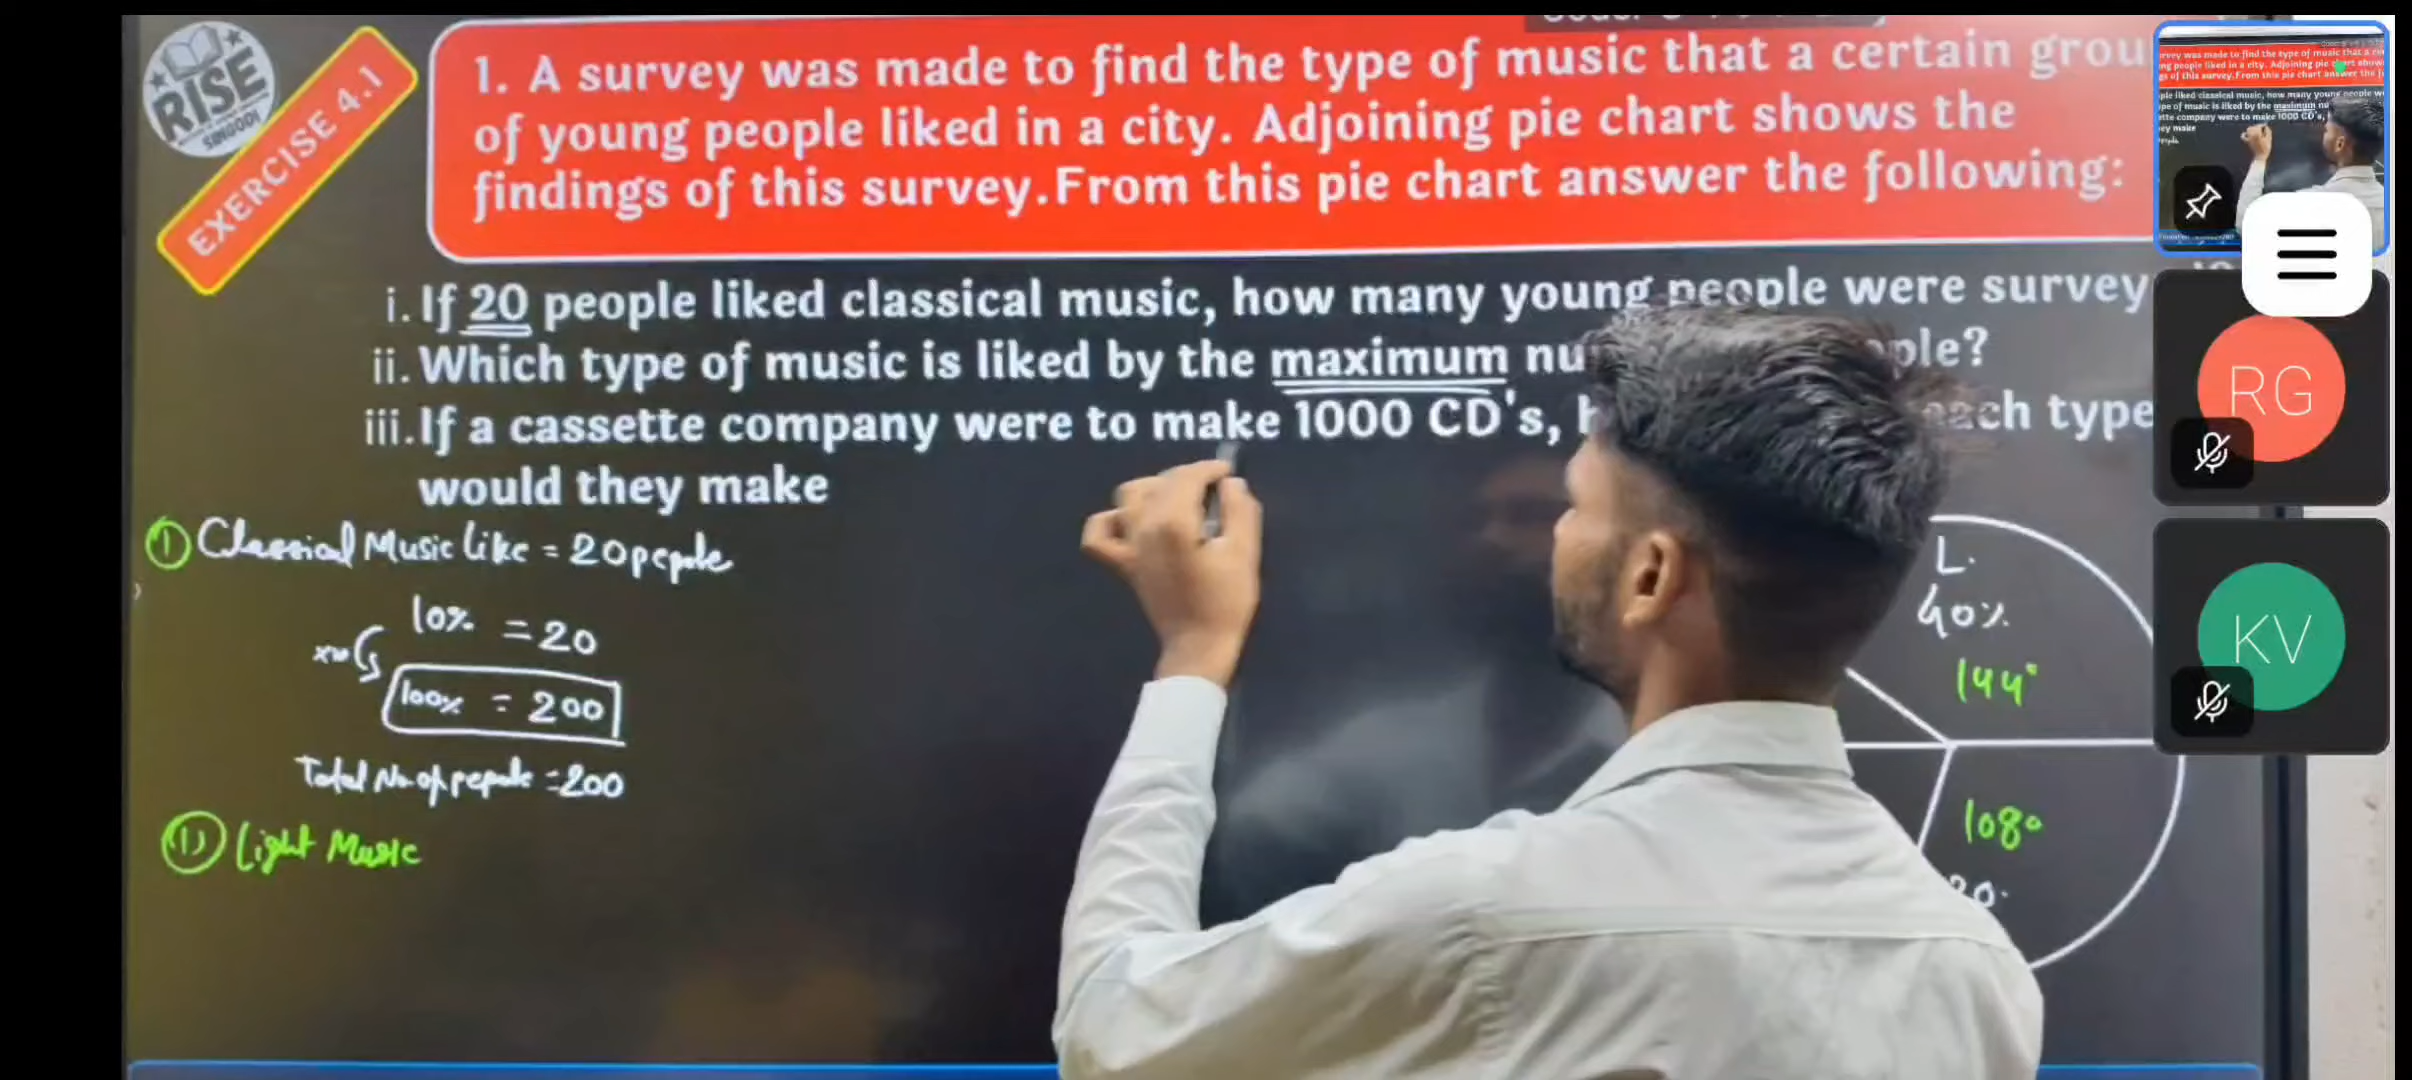 RISE
SINGODI
EXERCISE 4.1
1. A survey was made to find the type of music that a certain grou
of young people liked in a city. Adjoining pie chart shows the
findings of this survey.From this pie chart answer the following:
i. If 20 people liked classical music, how many young people were survey
ii. Which type of music is liked by the maximum nu ple?
iii. If a cassette company were to make 1000 CD's, h ach type
would they make
① Classical Music like = 20 pepole
10% = 20
100% = 200
Total No. of pepole = 200
② Light Music
L.
40%
144°
108°
RG
KV